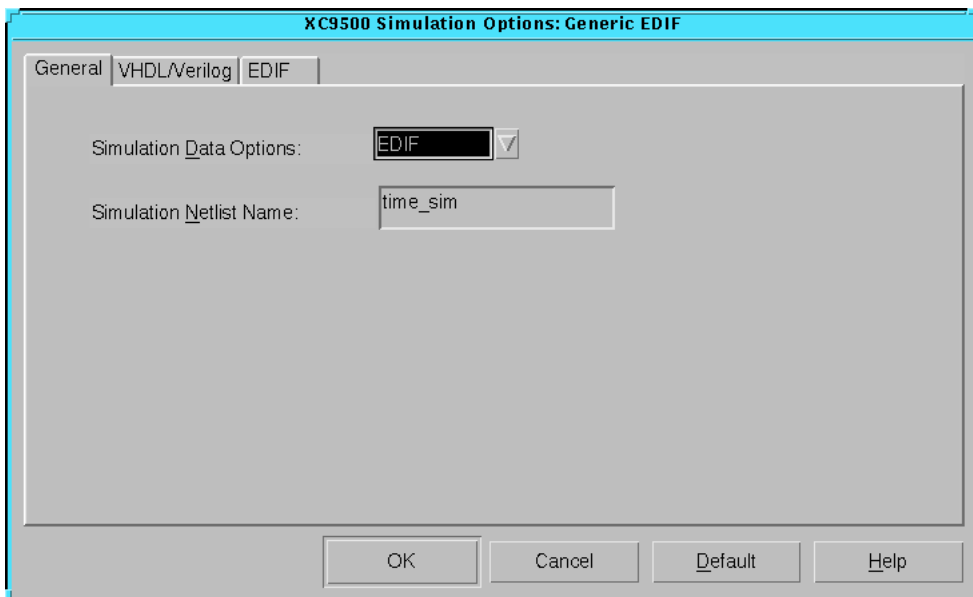 XC9500 Simulation Options: Generic EDIF
General VHDL/Verilog EDIF
Simulation Data Options: EDIF
Simulation Netlist Name: time_sim
OK Cancel Default Help